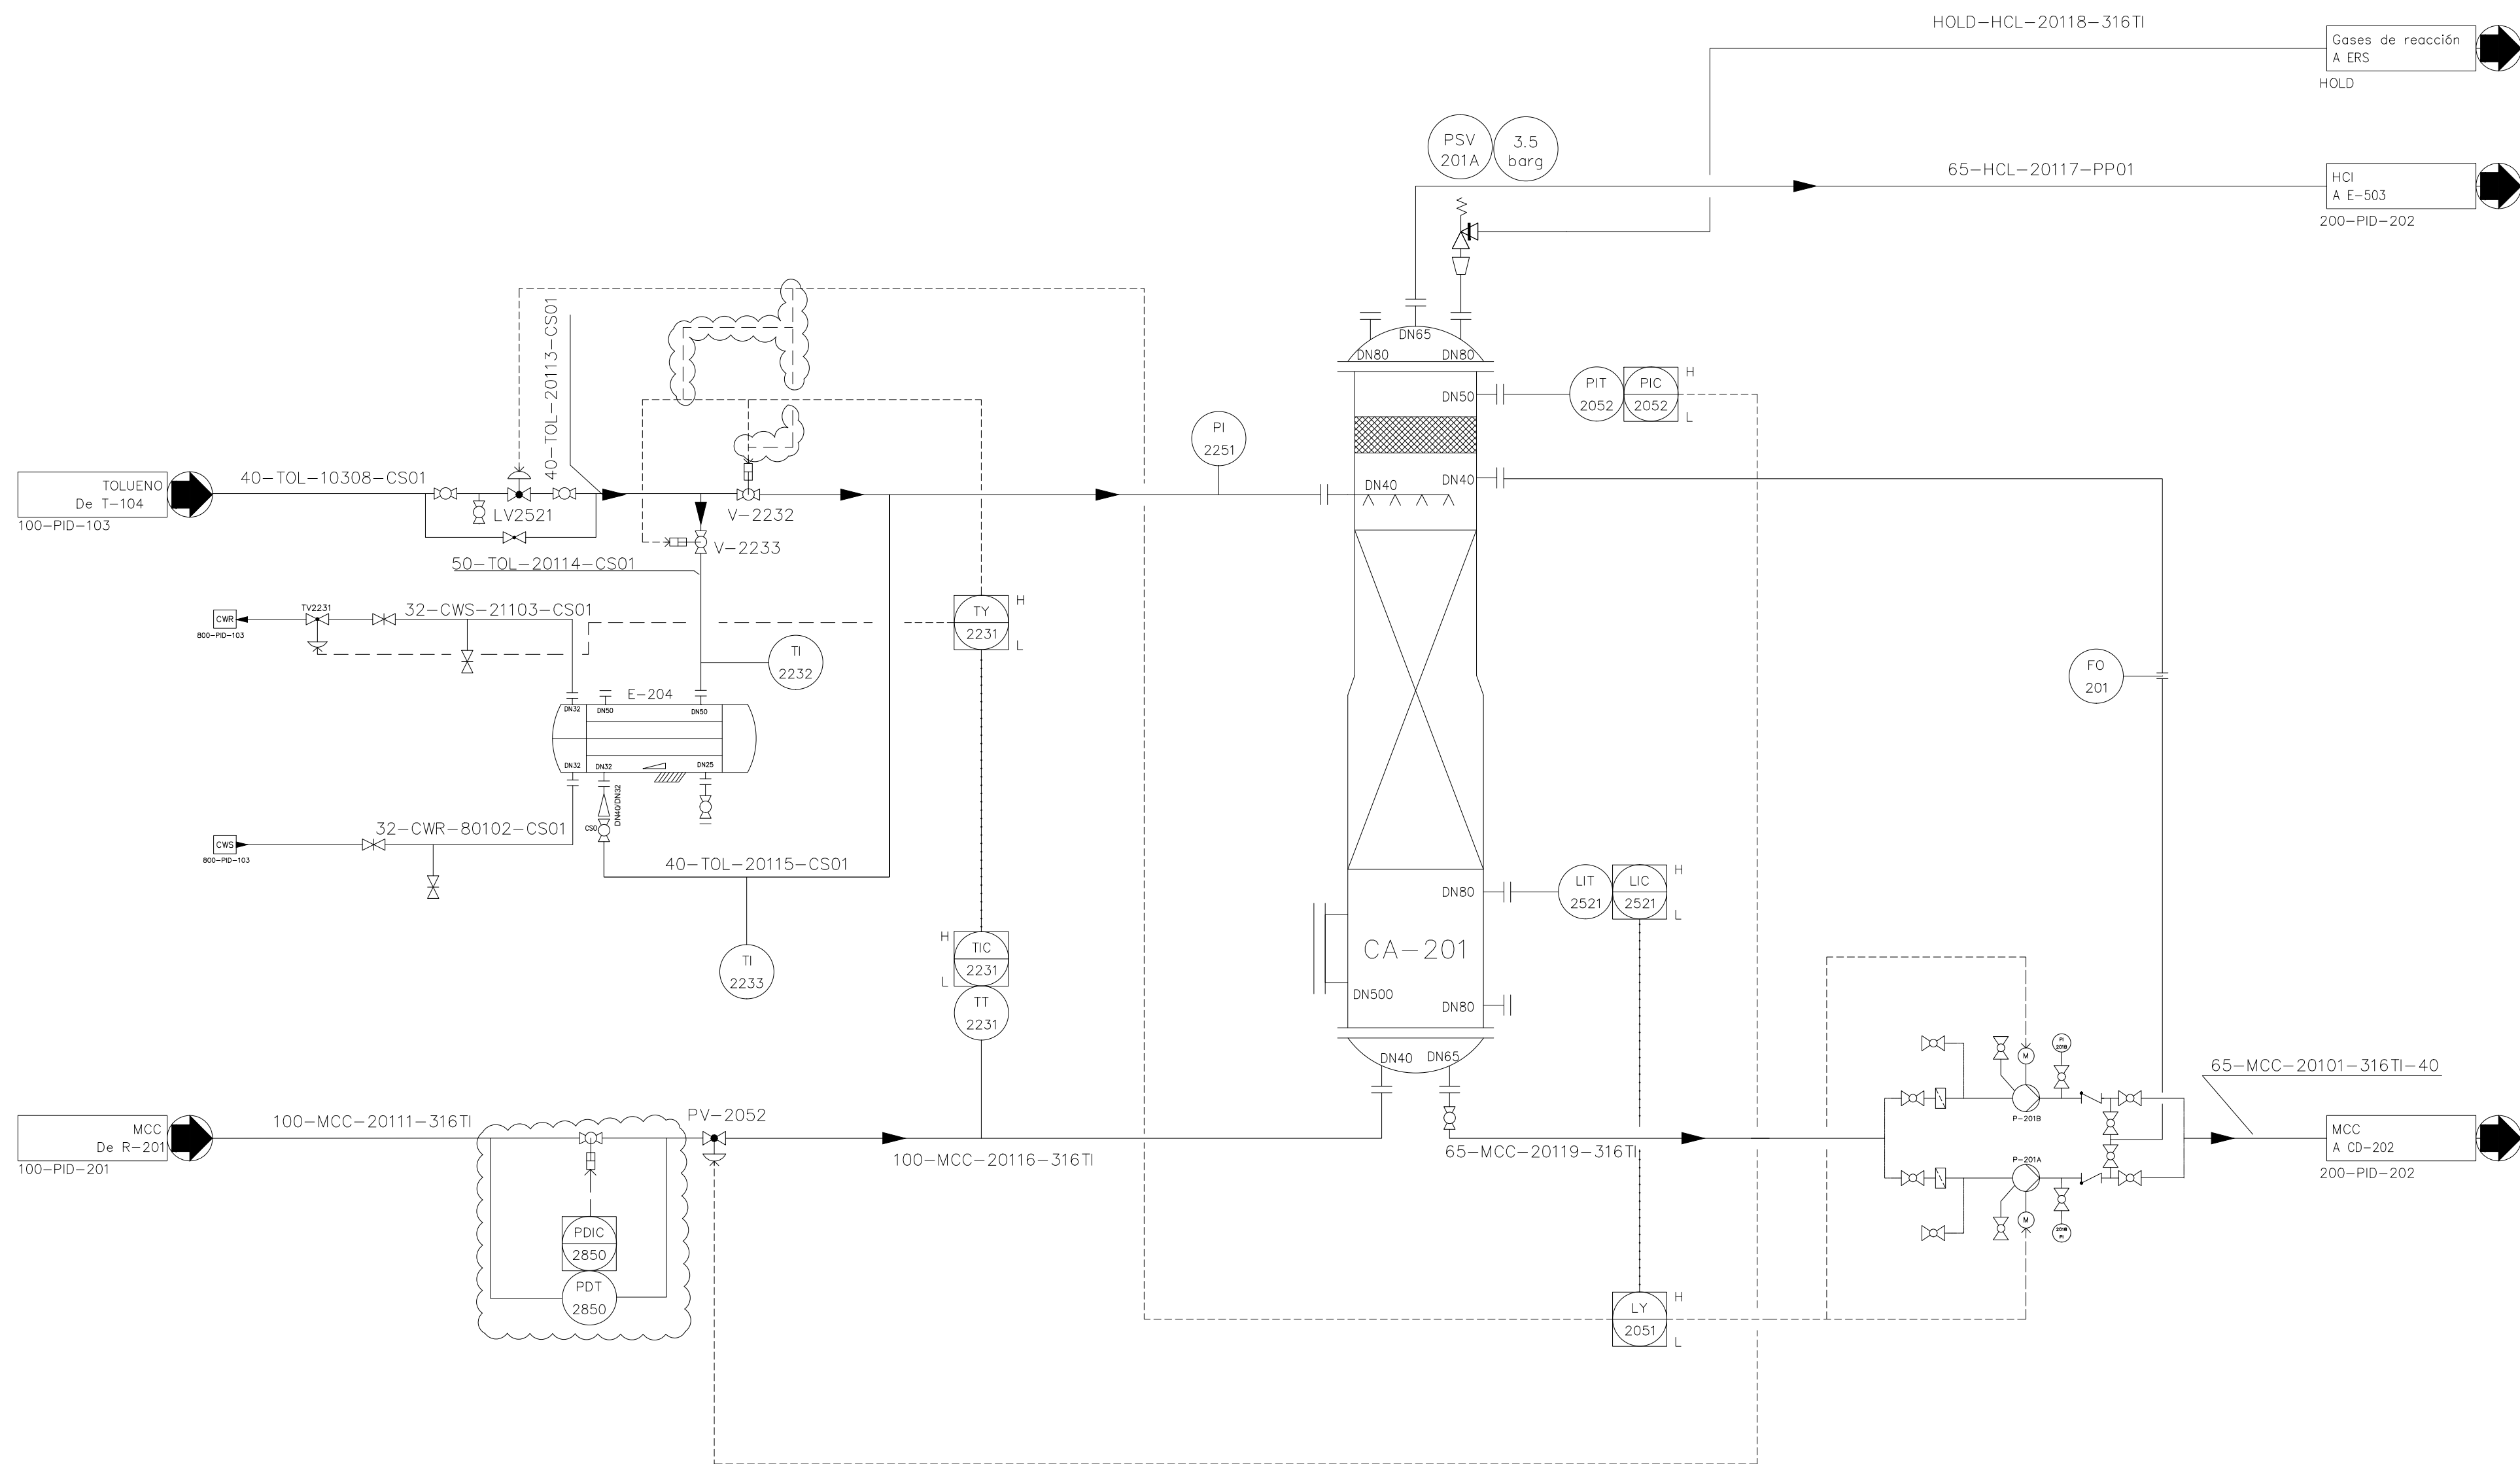 HOLD-HCL-20118-316TI
Gases de reacción
A ERS
HOLD
PSV
201A
3.5
barg
65-HCL-20117-PP01
HCl
A E-503
200-PID-202
DN65
DN80
DN80
PIT
2052
PIC
2052
H
L
DN50
40-TOL-20113-CS01
PI
2251
TOLUENO
De T-104
100-PID-103
40-TOL-10308-CS01
LV2521
V-2232
V-2233
DN40
DN40
50-TOL-20114-CS01
CWR
800-PID-103
TV2231
32-CWS-21103-CS01
TY
2231
H
L
TI
2232
FO
201
E-204
DN32
DN50
DN50
DN32
DN32
DN25
DN40/DN32
CSO
CWS
800-PID-103
32-CWR-80102-CS01
40-TOL-20115-CS01
TI
2233
H
L
TIC
2231
TT
2231
DN80
LIT
2521
LIC
2521
H
L
CA-201
DN500
DN80
DN40
DN65
MCC
De R-201
100-PID-201
100-MCC-20111-316TI
PV-2052
100-MCC-20116-316TI
65-MCC-20119-316TI
PDIC
2850
PDT
2850
M
PI
2018
P-201B
P-201A
M
2018
PI
65-MCC-20101-316TI-40
MCC
A CD-202
200-PID-202
LY
2051
H
L